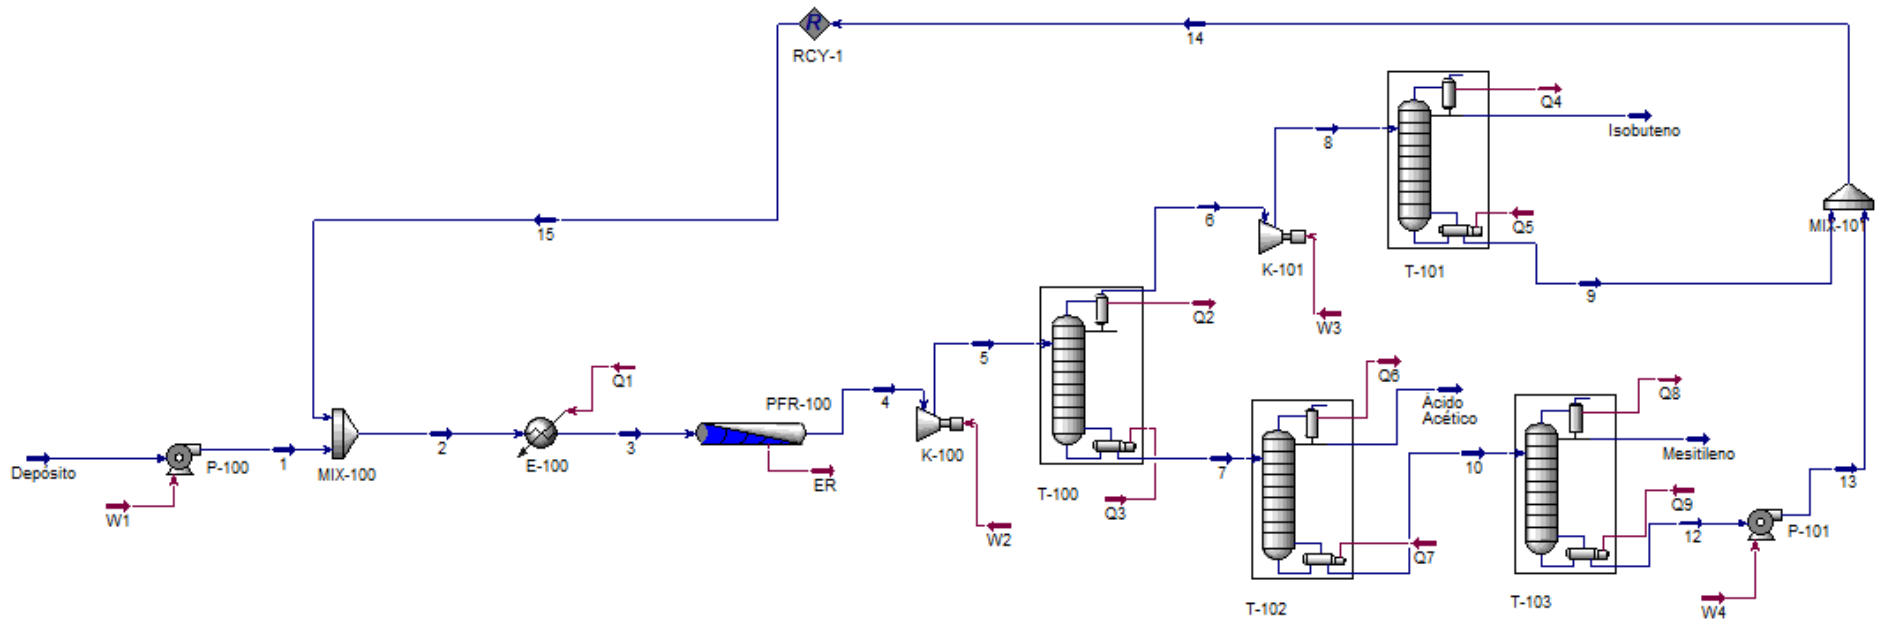 R
RCY-1
14
15
Q4
Isobuteno
8
Q5
T-101
MIX-101
6
K-101
W3
9
Q2
5
T-100
Q3
Q1
PFR-100
4
K-100
W2
ER
Depósito
W1
P-100
1
MIX-100
2
E-100
3
7
Q6
Ácido
Acético
Q7
T-102
10
Q8
Mesitileno
Q9
T-103
12
13
P-101
W4